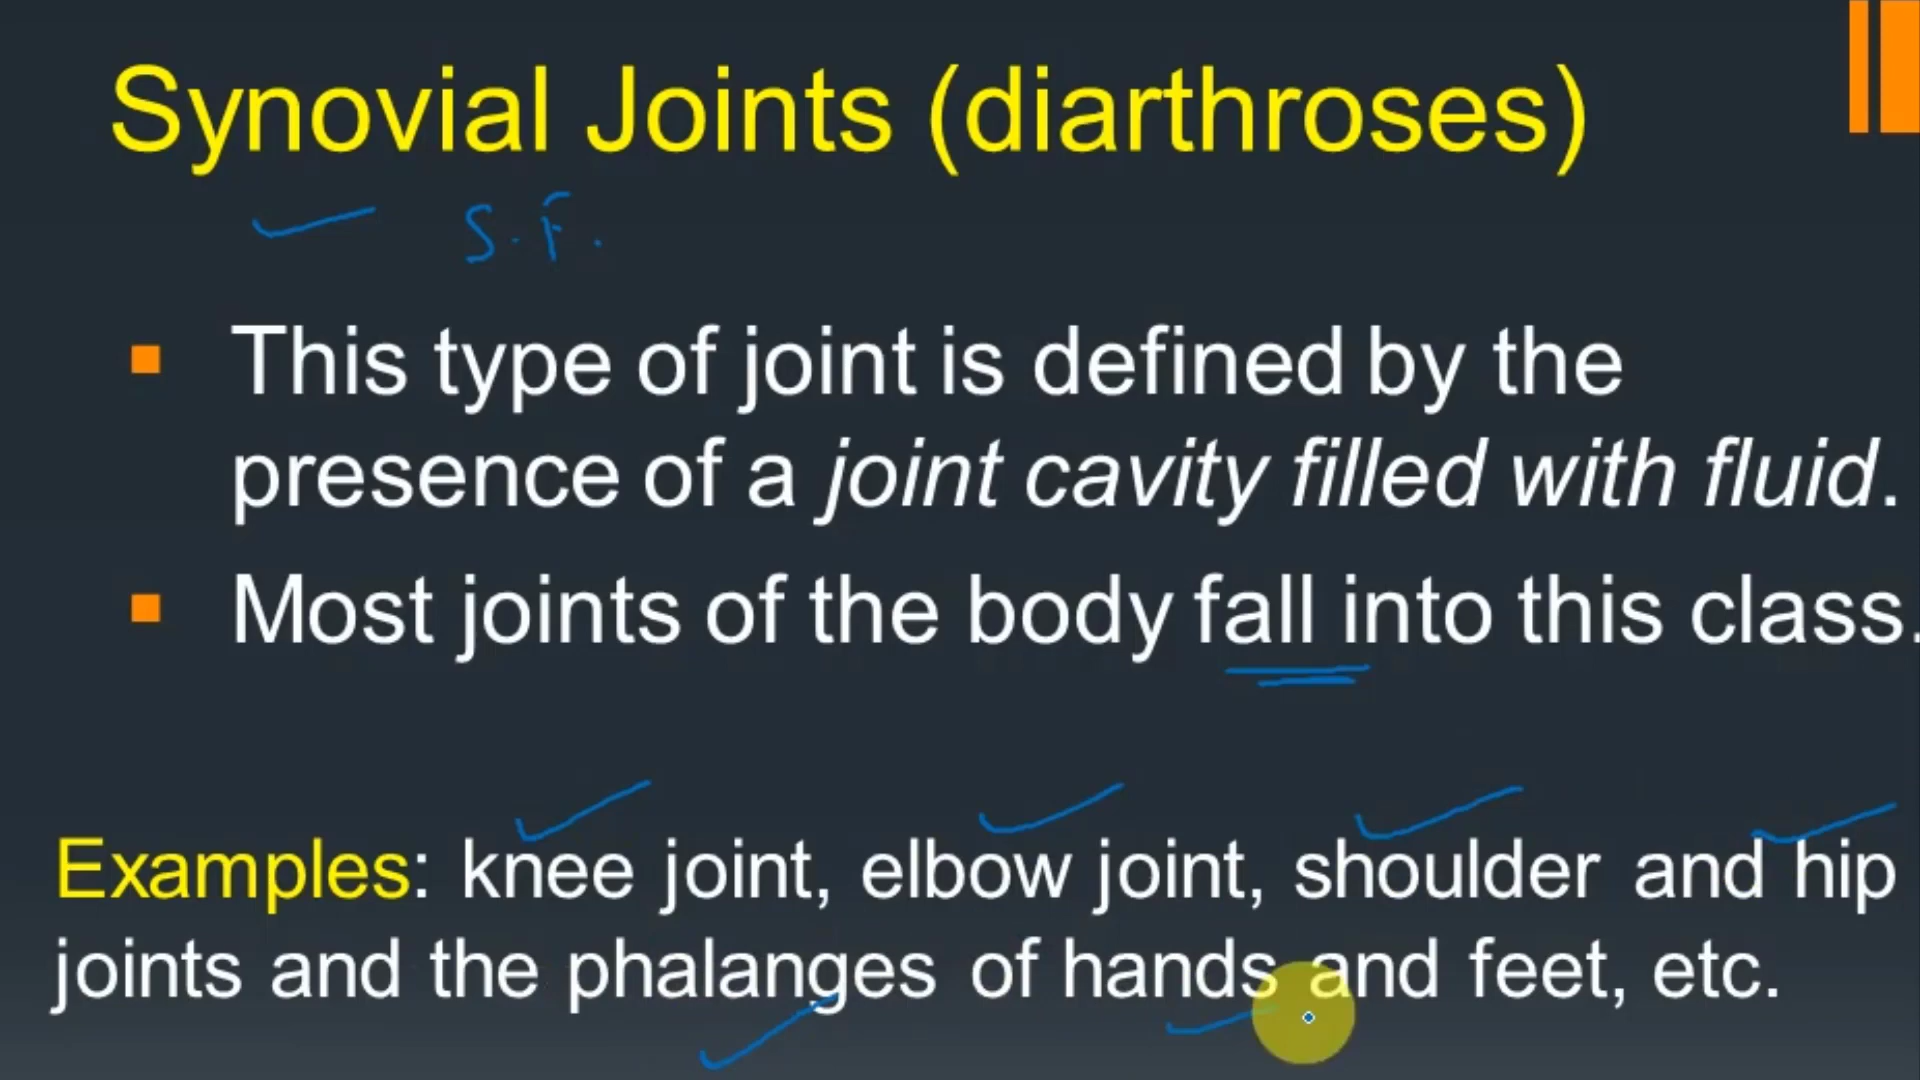 Synovial Joints (diarthroses)
S.F.
This type of joint is defined by the
presence of a joint cavity filled with fluid.
Most joints of the body fall into this class.
Examples: knee joint, elbow joint, shoulder and hip
joints and the phalanges of hands and feet, etc.